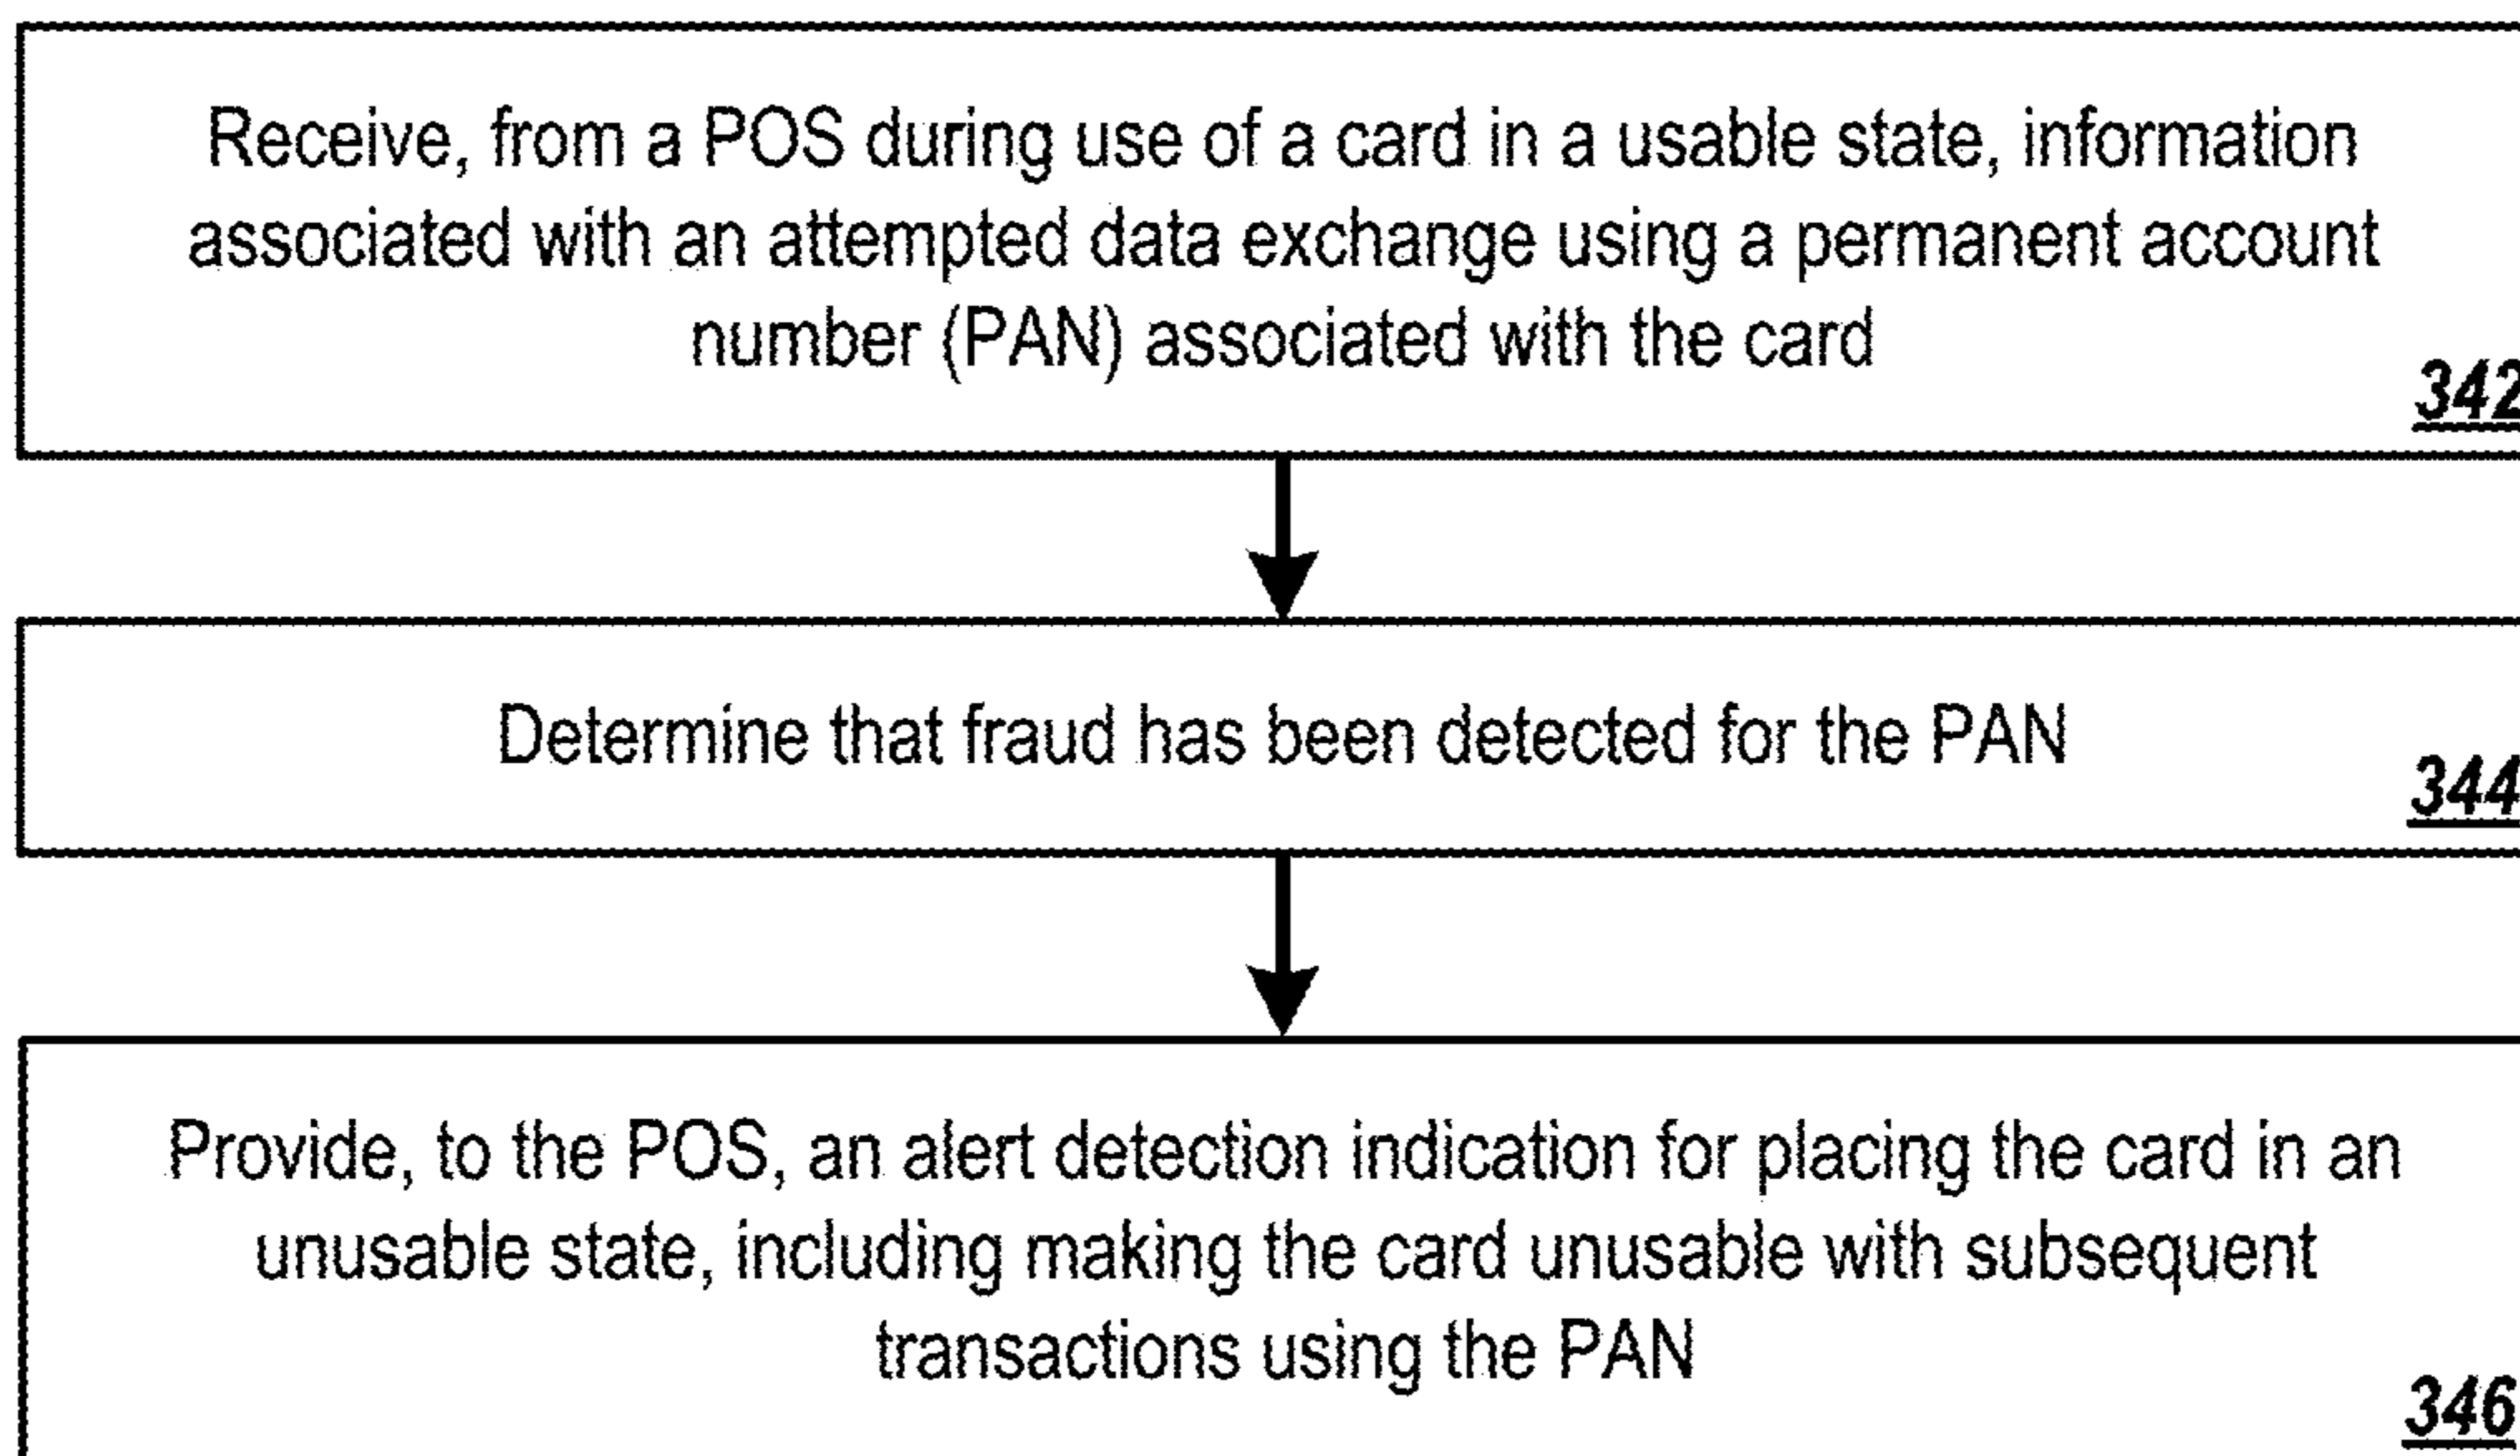 Receive, from a POS during use of a card in a usable state, information
associated with an attempted data exchange using a permanent account
number (PAN) associated with the card
342
Determine that fraud has been detected for the PAN
344
Provide, to the POS, an alert detection indication for placing the card in an
unusable state, including making the card unusable with subsequent
transactions using the PAN
346